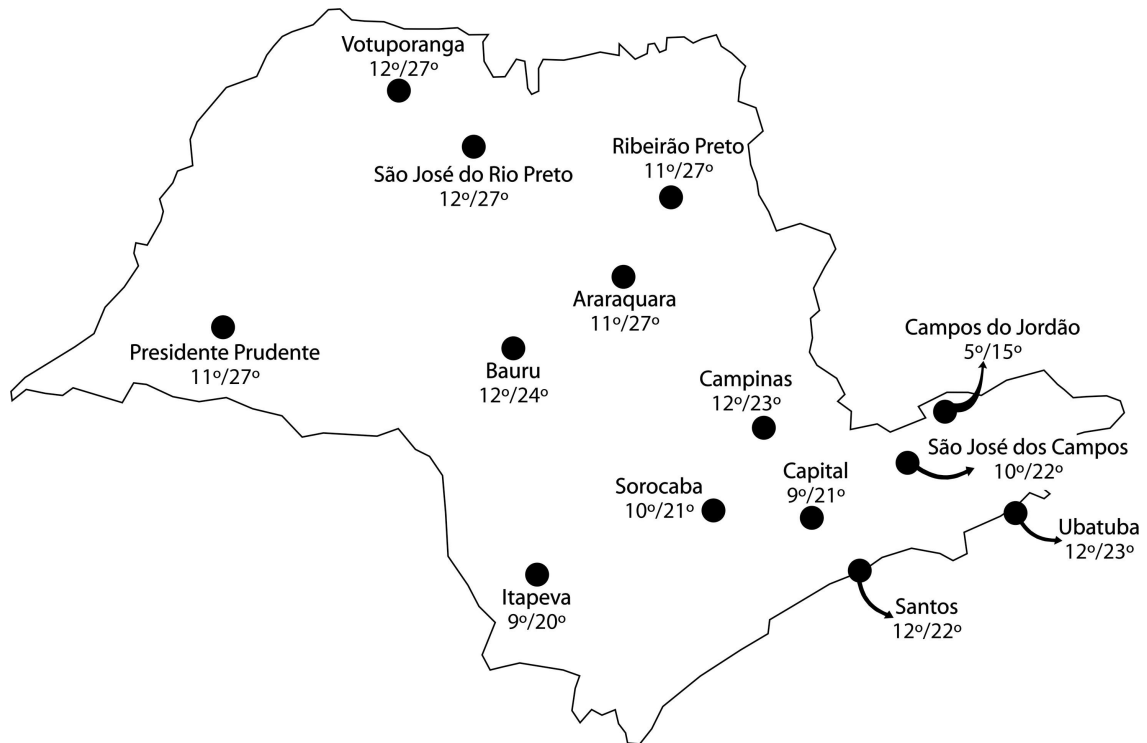 Votuporanga
12º/27º
São José do Rio Preto
12º/27º
Ribeirão Preto
11º/27º
Araraquara
11º/27º
Presidente Prudente
11º/27º
Bauru
12º/24º
Campinas
12º/23º
Campos do Jordão
5º/15º
São José dos Campos
10º/22º
Capital
9º/21º
Sorocaba
10º/21º
Ubatuba
12º/23º
Itapeva
9º/20º
Santos
12º/22º